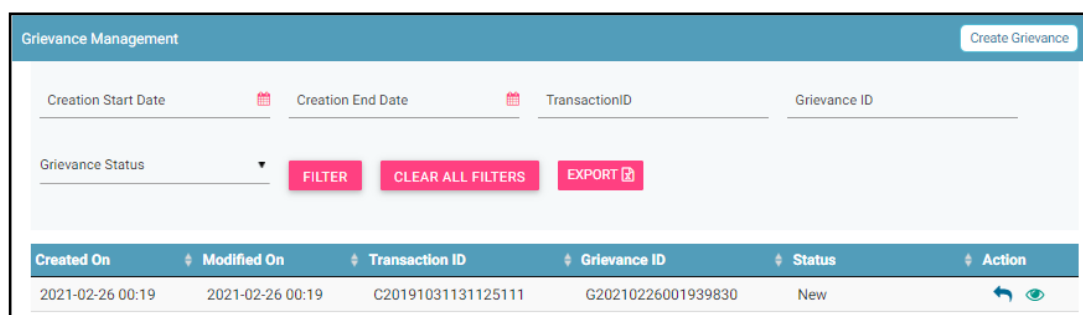 Grievance Management Create Grievance
Creation Start Date Creation End Date TransactionID Grievance ID
Grievance Status FILTER CLEAR ALL FILTERS EXPORT
Created On Modified On Transaction ID Grievance ID Status Action
2021-02-26 00:19 2021-02-26 00:19 C20191031131125111 G20210226001939830 New